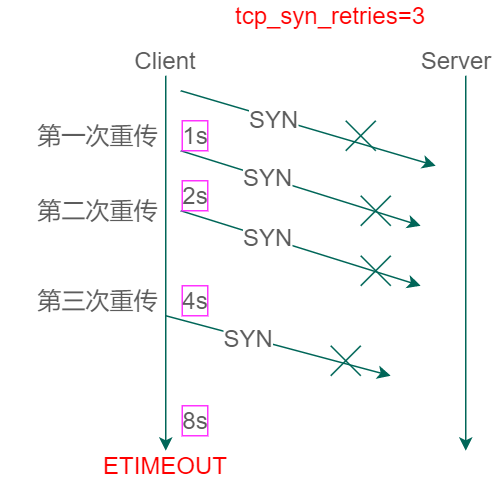 tcp_syn_retries=3
Client
Server
SYN
第一次重传
1s
SYN
第二次重传
2s
SYN
第三次重传
4s
SYN
8s
ETIMEOUT